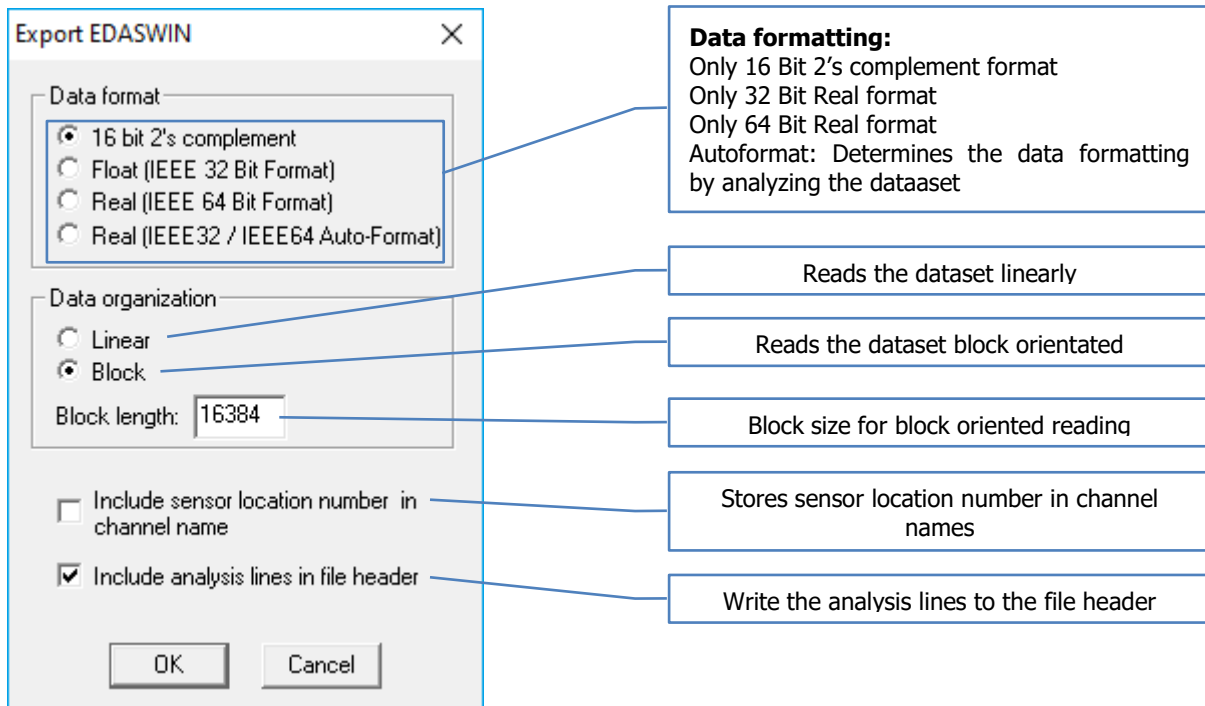 Export EDASWIN
Data format
16 bit 2's complement
Float (IEEE 32 Bit Format)
Real (IEEE 64 Bit Format)
Real (IEEE32 / IEEE64 Auto-Format)
Data organization
Linear
Block
Block length: 16384
Include sensor location number in
channel name
Include analysis lines in file header
OK Cancel
Data formatting:
Only 16 Bit 2’s complement format
Only 32 Bit Real format
Only 64 Bit Real format
Autoformat: Determines the data formatting
by analyzing the dataaset
Reads the dataset linearly
Reads the dataset block orientated
Block size for block oriented reading
Stores sensor location number in channel
names
Write the analysis lines to the file header